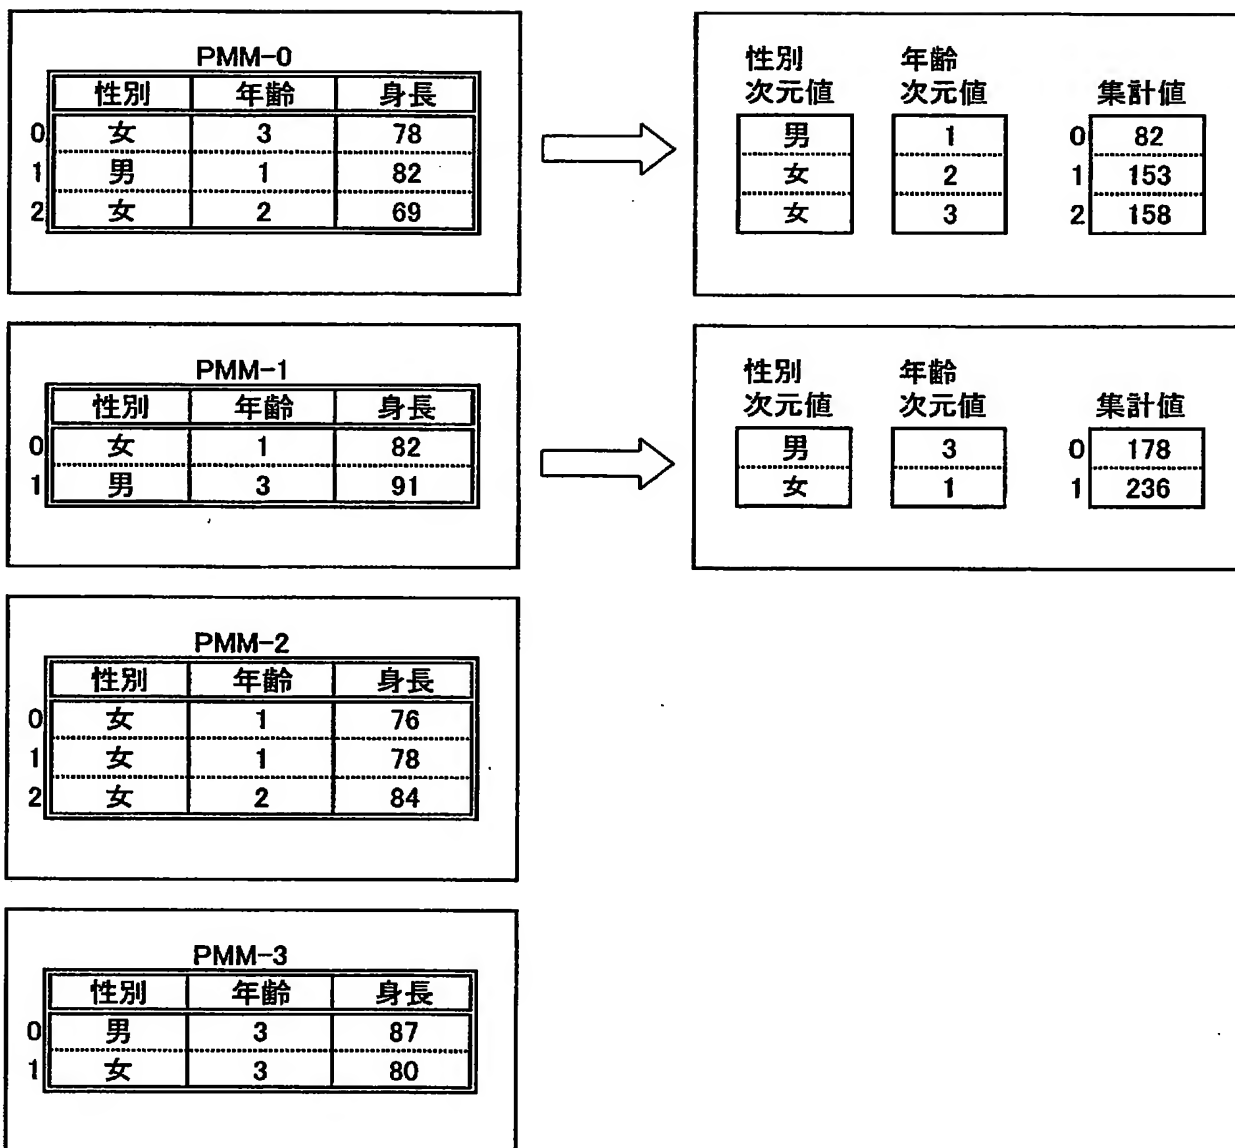 PMM-0
性別 年齢 身長
0 女 3 78
1 男 1 82
2 女 2 69
性別 年齢
次元値 次元値 集計値
男 1 0 82
女 2 1 153
女 3 2 158
PMM-1
性別 年齢 身長
0 女 1 82
1 男 3 91
性別 年齢
次元値 次元値 集計値
男 3 0 178
女 1 1 236
PMM-2
性別 年齢 身長
0 女 1 76
1 女 1 78
2 女 2 84
PMM-3
性別 年齢 身長
0 男 3 87
1 女 3 80